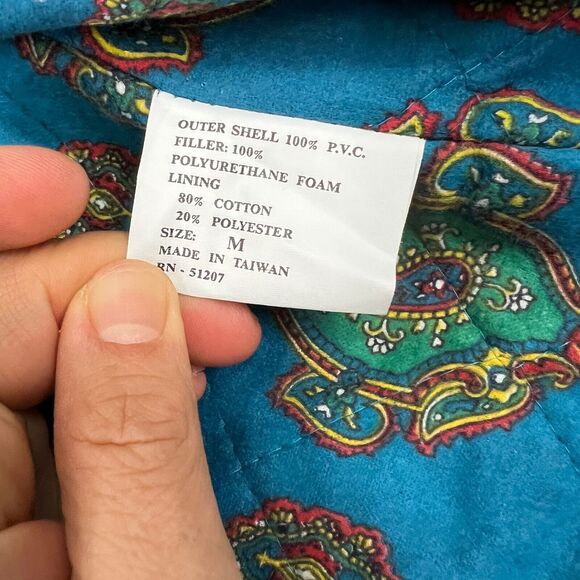 OUTER SHELL 100% P.V.C.
FILLER: 100%
POLYURETHANE FOAM
LINING
80% COTTON
20% POLYESTER
SIZE: M
MADE IN TAIWAN
RN - 51207